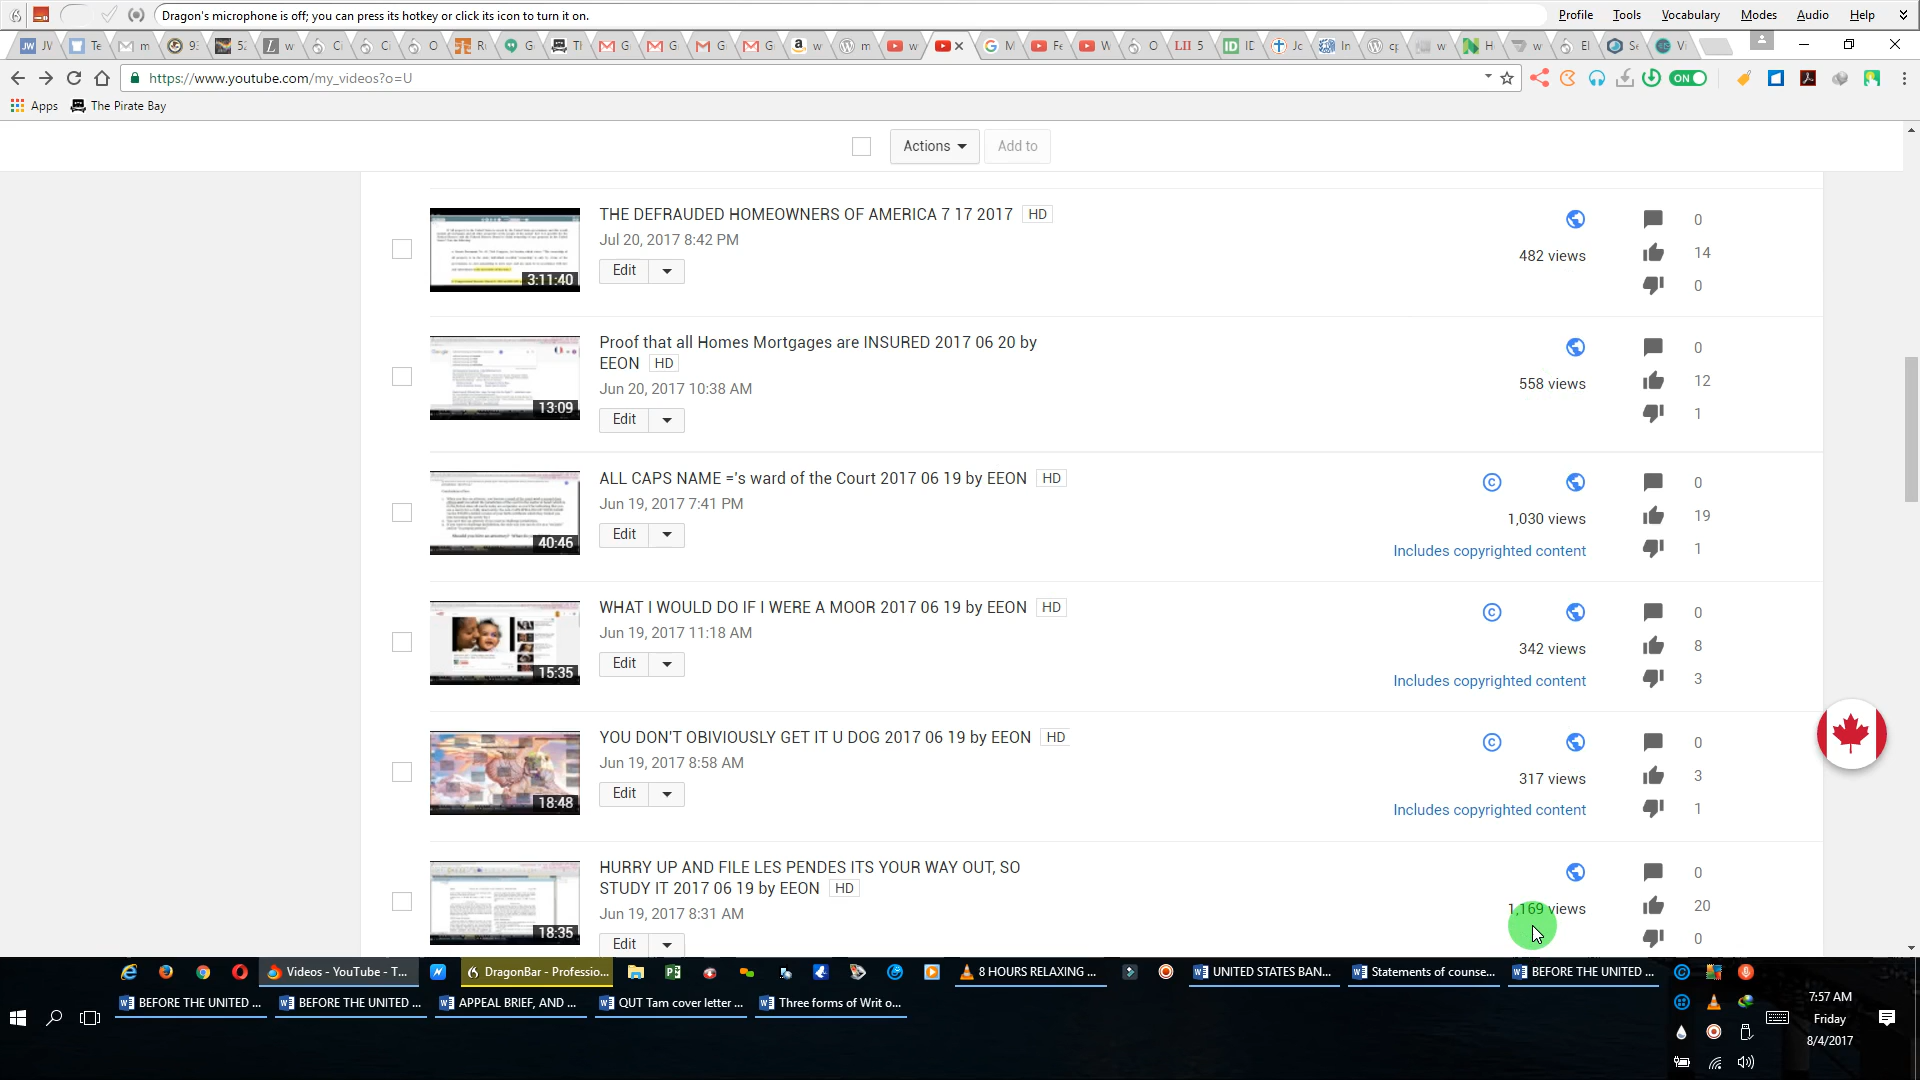 Dragon's microphone is off; you can press its hotkey or click its icon to turn it on.
Profile Tools Vocabulary Modes Audio Help
https://www.youtube.com/my_videos?o=U
ON
Apps The Pirate Bay
Actions Add to
THE DEFRAUDED HOMEOWNERS OF AMERICA 7 17 2017 HD
Jul 20, 2017 8:42 PM
Edit
3:11:40
482 views
0
14
0
Proof that all Homes Mortgages are INSURED 2017 06 20 by
EEON HD
Jun 20, 2017 10:38 AM
Edit
13:09
558 views
0
12
1
ALL CAPS NAME ='s ward of the Court 2017 06 19 by EEON HD
Jun 19, 2017 7:41 PM
Edit
40:46
1,030 views
Includes copyrighted content
0
19
1
WHAT I WOULD DO IF I WERE A MOOR 2017 06 19 by EEON HD
Jun 19, 2017 11:18 AM
Edit
15:35
342 views
Includes copyrighted content
0
8
3
YOU DON'T OBIVIOUSLY GET IT U DOG 2017 06 19 by EEON HD
Jun 19, 2017 8:58 AM
Edit
18:48
317 views
Includes copyrighted content
0
3
1
HURRY UP AND FILE LES PENDES ITS YOUR WAY OUT, SO
STUDY IT 2017 06 19 by EEON HD
Jun 19, 2017 8:31 AM
Edit
18:35
1,169 views
0
20
0
Videos - YouTube - T...
DragonBar - Professio...
8 HOURS RELAXING ...
UNITED STATES BAN...
Statements of counse...
BEFORE THE UNITED ...
BEFORE THE UNITED ...
BEFORE THE UNITED ...
APPEAL BRIEF, AND ...
QUT Tam cover letter ...
Three forms of Writ o...
7:57 AM
Friday
8/4/2017